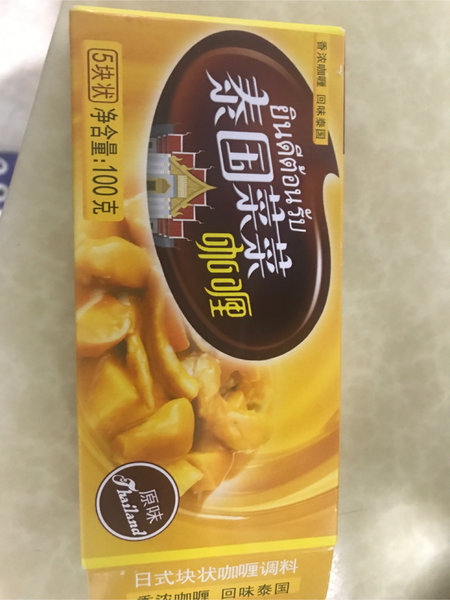 香浓咖喱 回味泰国
ยินดีต้อนรับ
泰国菜菜
咖喱
5块状
净含量:100克
原味
Thailand
日式块状咖喱调料
香浓咖喱 回味泰国